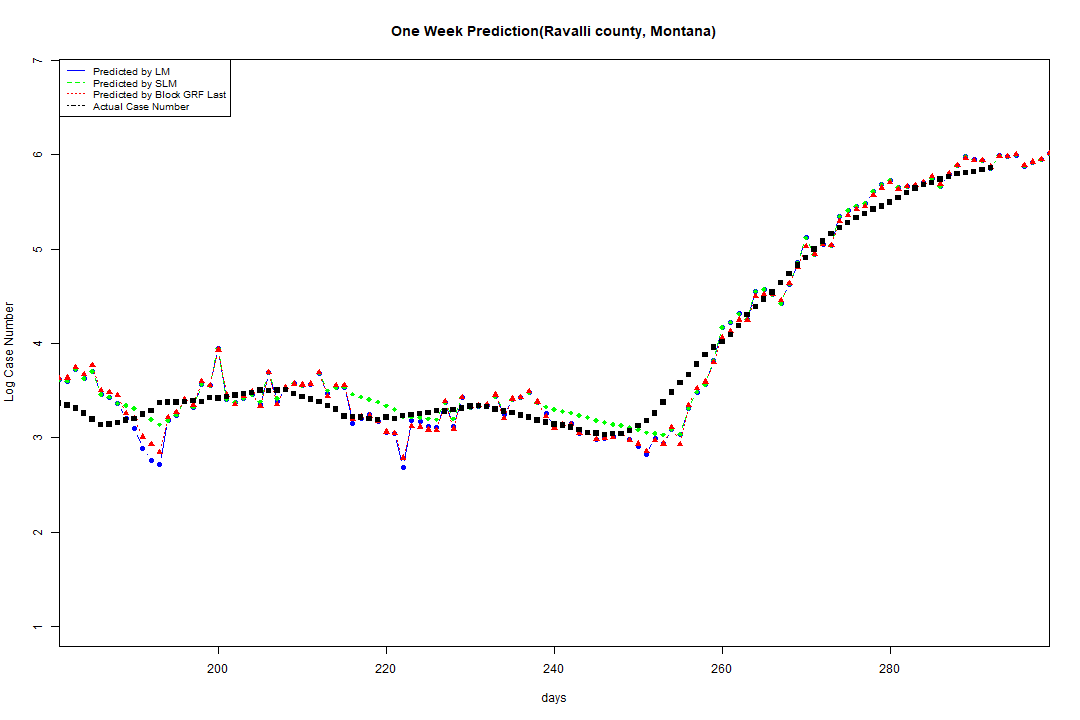 One Week Prediction(Ravalli county, Montana)
Predicted by LM
Predicted by SLM
Predicted by Block GRF Last
Actual Case Number
7
6
5
4
3
2
1
Log Case Number
200 220 240 260 280
days